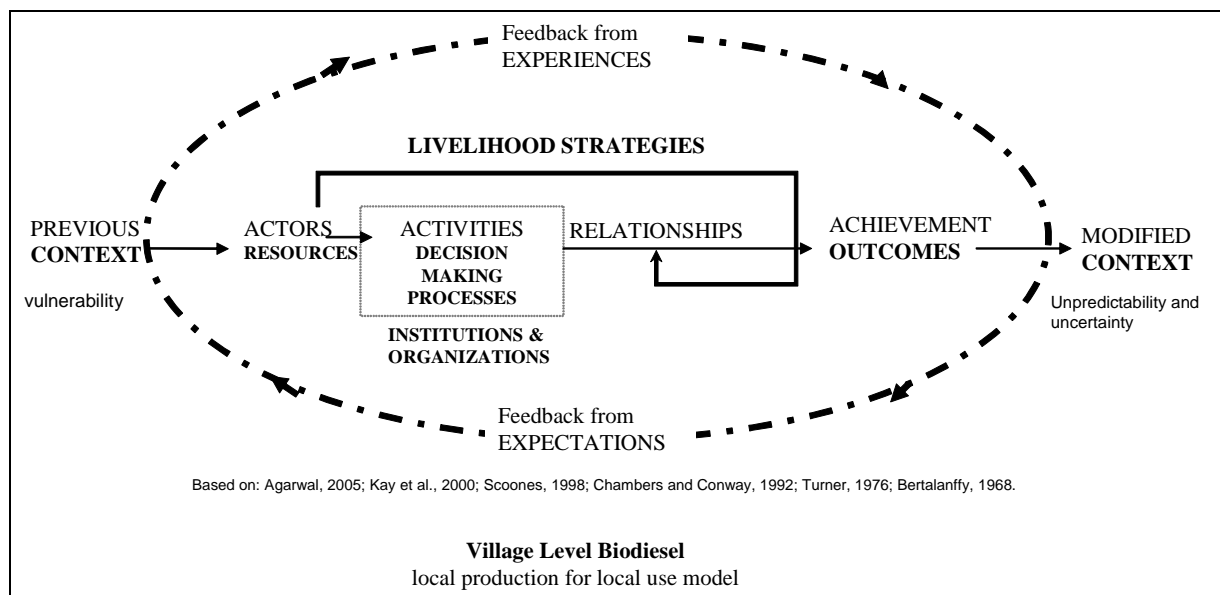 Feedback from
EXPERIENCES
LIVELIHOOD STRATEGIES
PREVIOUS
CONTEXT
vulnerability
ACTORS
RESOURCES
ACTIVITIES
DECISION
MAKING
PROCESSES
INSTITUTIONS &
ORGANIZATIONS
RELATIONSHIPS
ACHIEVEMENT
OUTCOMES
MODIFIED
CONTEXT
Unpredictability and
uncertainty
Feedback from
EXPECTATIONS
Based on: Agarwal, 2005; Kay et al., 2000; Scoones, 1998; Chambers and Conway, 1992; Turner, 1976; Bertalanffy, 1968.
Village Level Biodiesel
local production for local use model